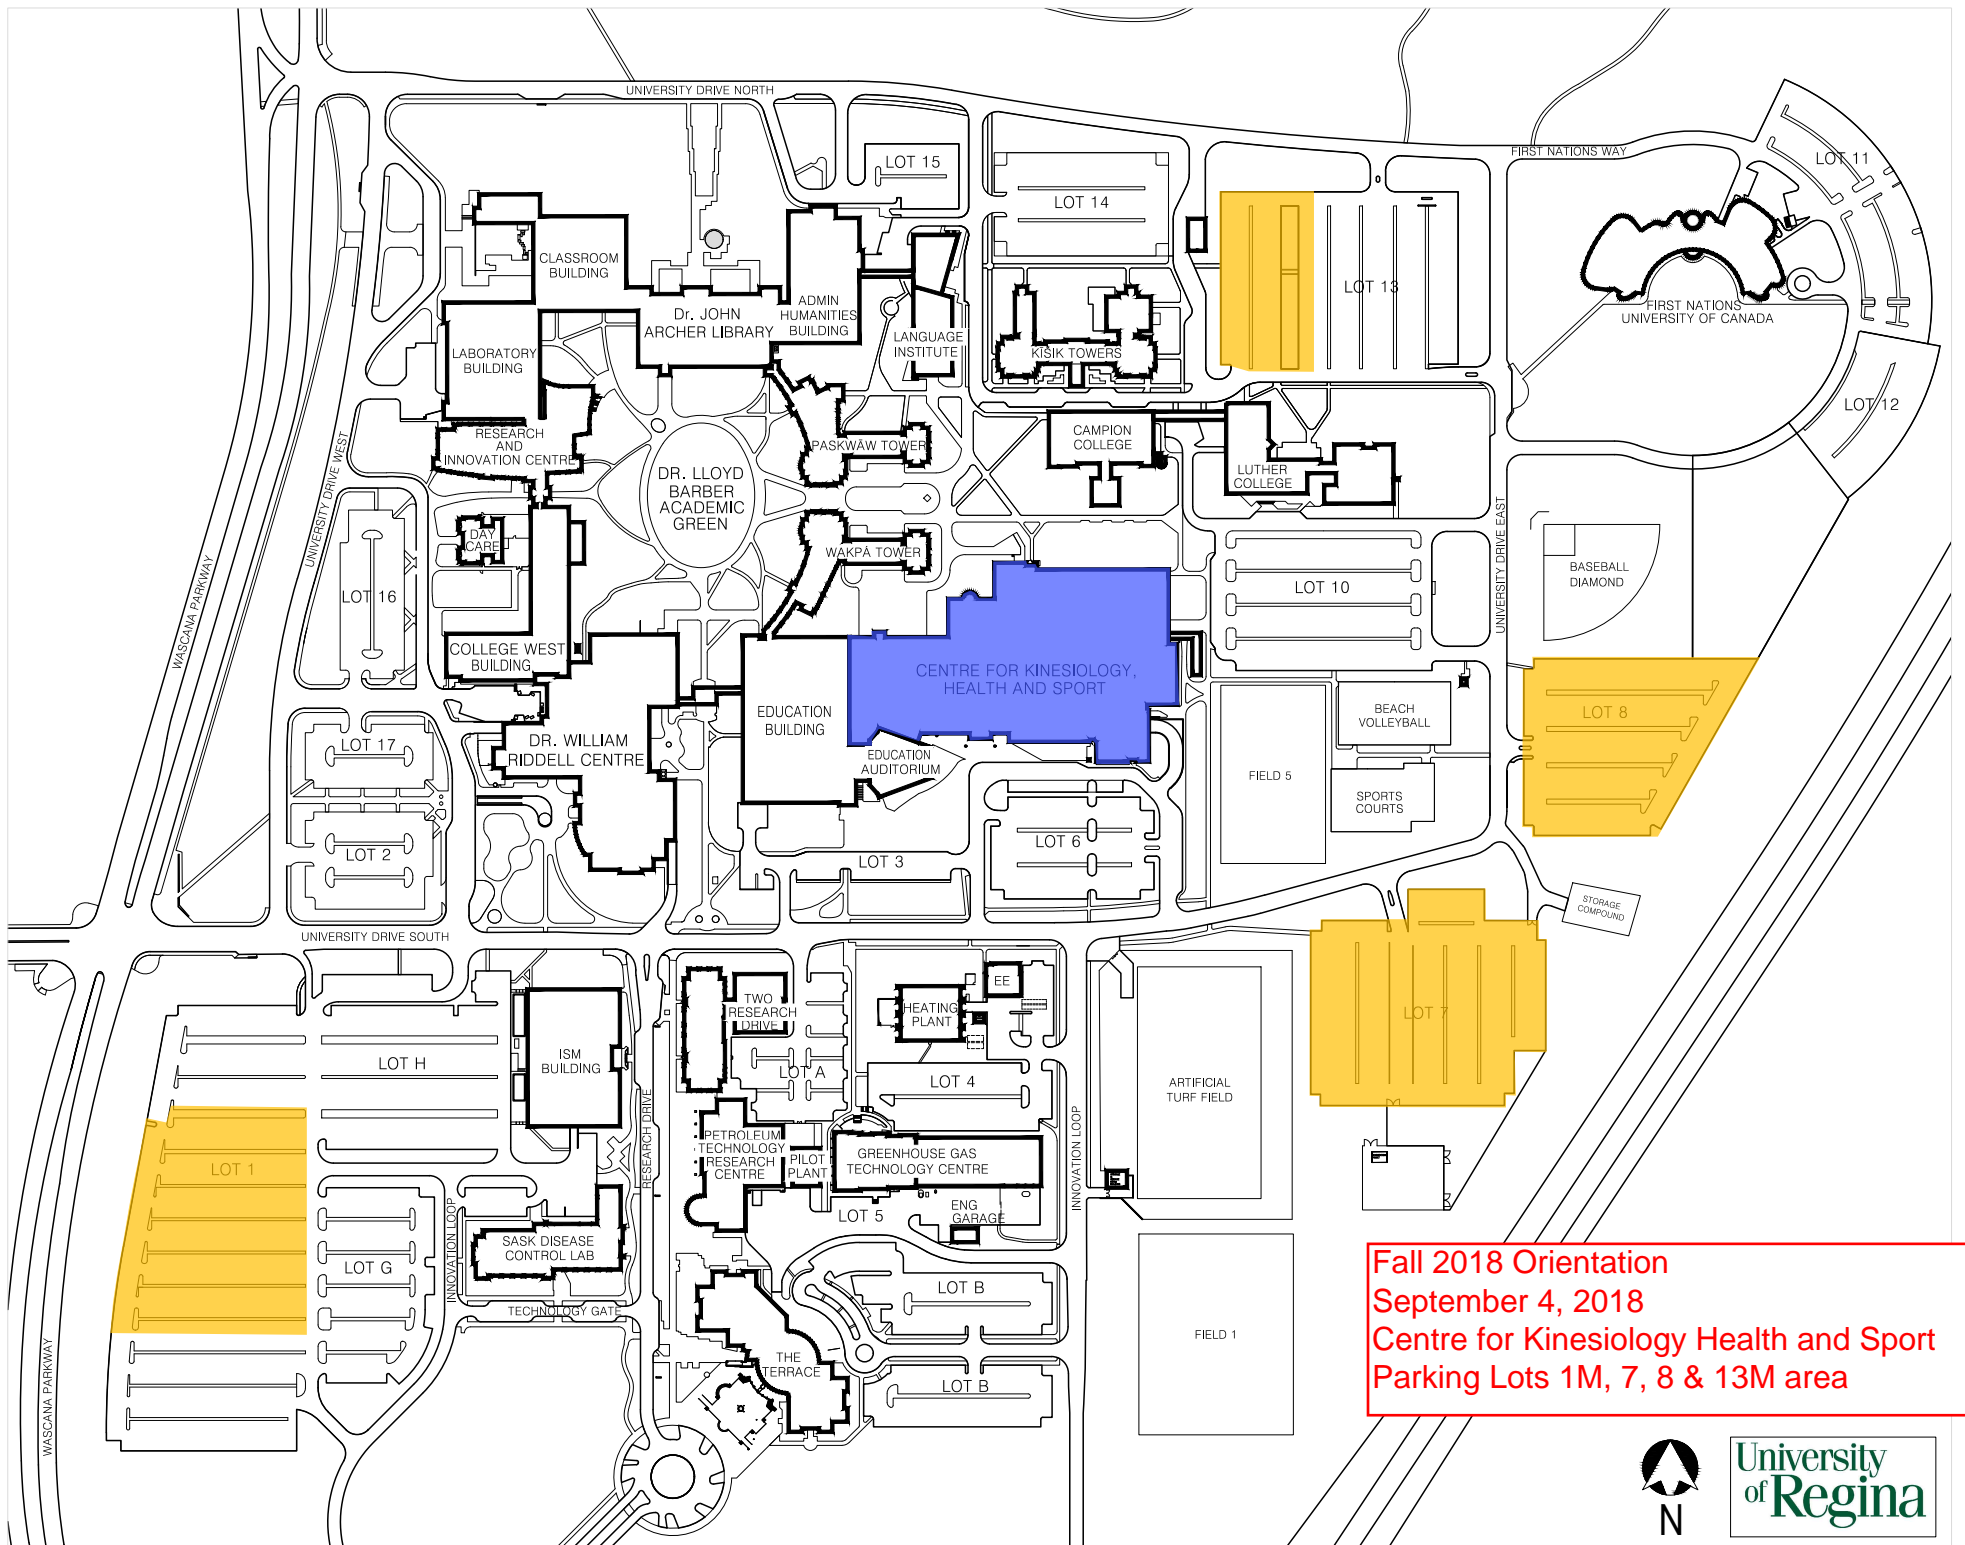 UNIVERSITY DRIVE NORTH
FIRST NATIONS WAY
LOT 11
LOT 15
LOT 14
CLASSROOM
BUILDING
LOT 13
ADMIN
HUMANITIES
BUILDING
Dr. JOHN
ARCHER LIBRARY
FIRST NATIONS
UNIVERSITY OF CANADA
LANGUAGE
INSTITUTE
KĪSIK TOWERS
LABORATORY
BUILDING
LOT 12
RESEARCH
AND
INNOVATION CENTRE
PASKWĀW TOWER
CAMPION
COLLEGE
LUTHER
COLLEGE
DR. LLOYD
BARBER
ACADEMIC
GREEN
UNIVERSITY DRIVE WEST
UNIVERSITY DRIVE EAST
DAY
CARE
WAKPÁ TOWER
BASEBALL
DIAMOND
LOT 10
LOT 16
WASCANA PARKWAY
COLLEGE WEST
BUILDING
CENTRE FOR KINESIOLOGY,
HEALTH AND SPORT
EDUCATION
BUILDING
BEACH
VOLLEYBALL
LOT 8
LOT 17
DR. WILLIAM
RIDDELL CENTRE
EDUCATION
AUDITORIUM
FIELD 5
SPORTS
COURTS
LOT 2
LOT 3
LOT 6
STORAGE
COMPOUND
UNIVERSITY DRIVE SOUTH
TWO
RESEARCH
DRIVE
HEATING
PLANT
EE
LOT 7
LOT H
ISM
BUILDING
LOT A
LOT 4
ARTIFICIAL
TURF FIELD
RESEARCH DRIVE
INNOVATION LOOP
PETROLEUM
TECHNOLOGY
RESEARCH
CENTRE
PILOT
PLANT
GREENHOUSE GAS
TECHNOLOGY CENTRE
LOT 1
INNOVATION LOOP
LOT 5
ENG
GARAGE
SASK DISEASE
CONTROL LAB
LOT G
TECHNOLOGY GATE
LOT B
FIELD 1
THE
TERRACE
LOT B
WASCANA PARKWAY
Fall 2018 Orientation
September 4, 2018
Centre for Kinesiology Health and Sport
Parking Lots 1M, 7, 8 & 13M area
N
University
of Regina